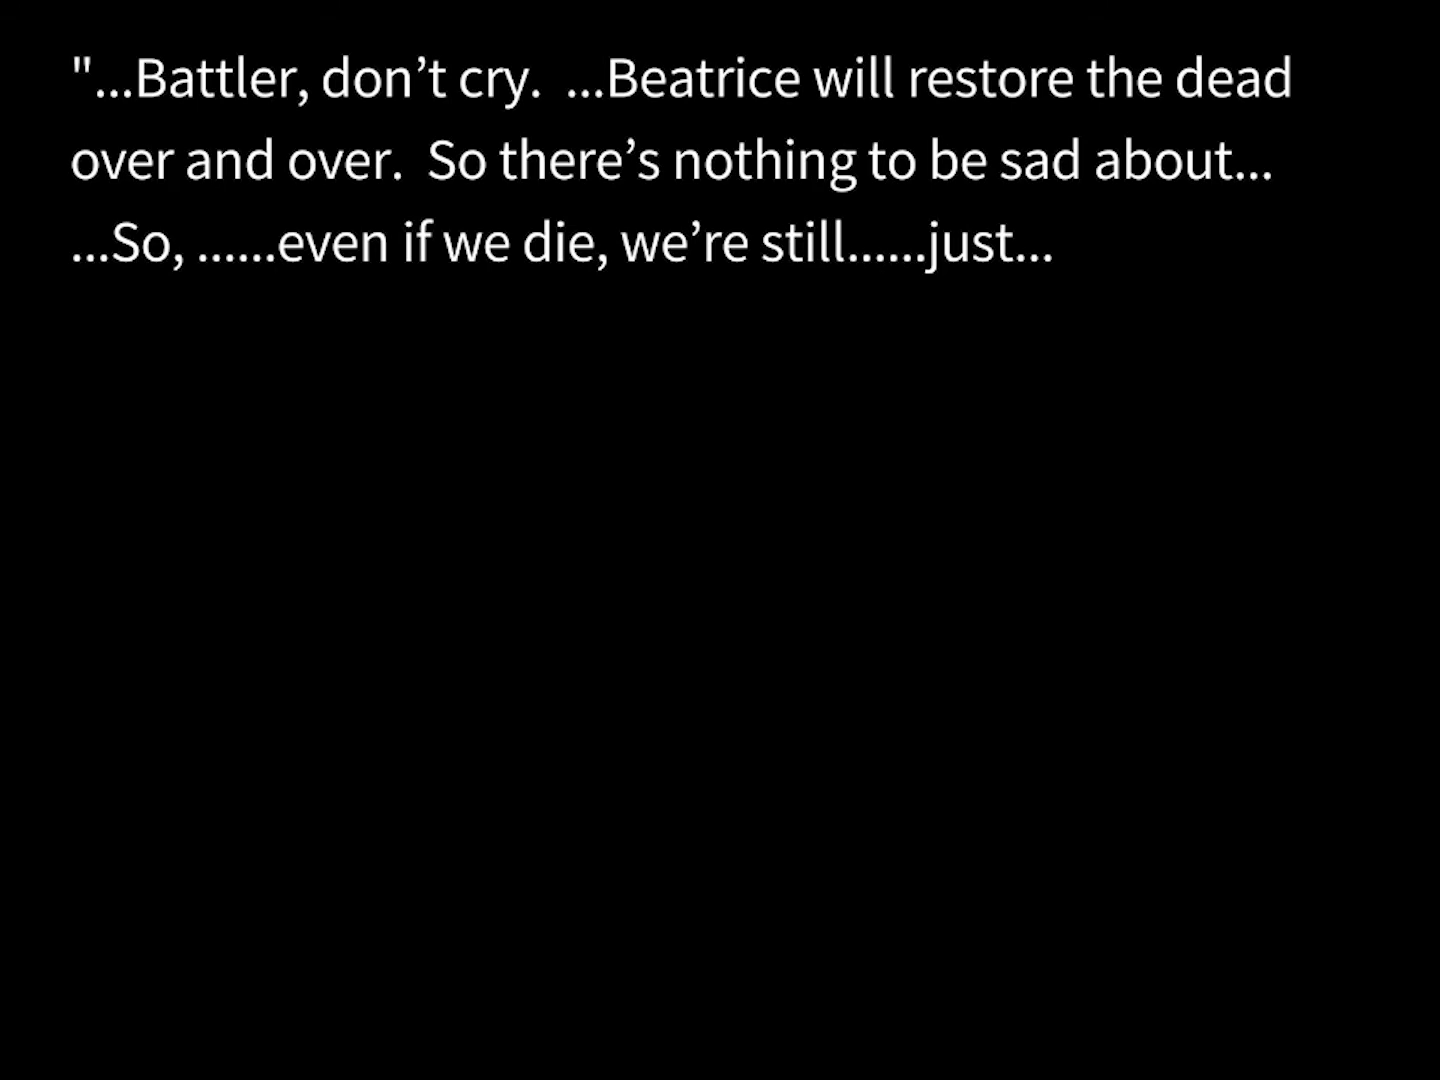 "...Battler, don’t cry.  ...Beatrice will restore the dead
over and over.  So there’s nothing to be sad about...
...So, ......even if we die, we’re still......just...